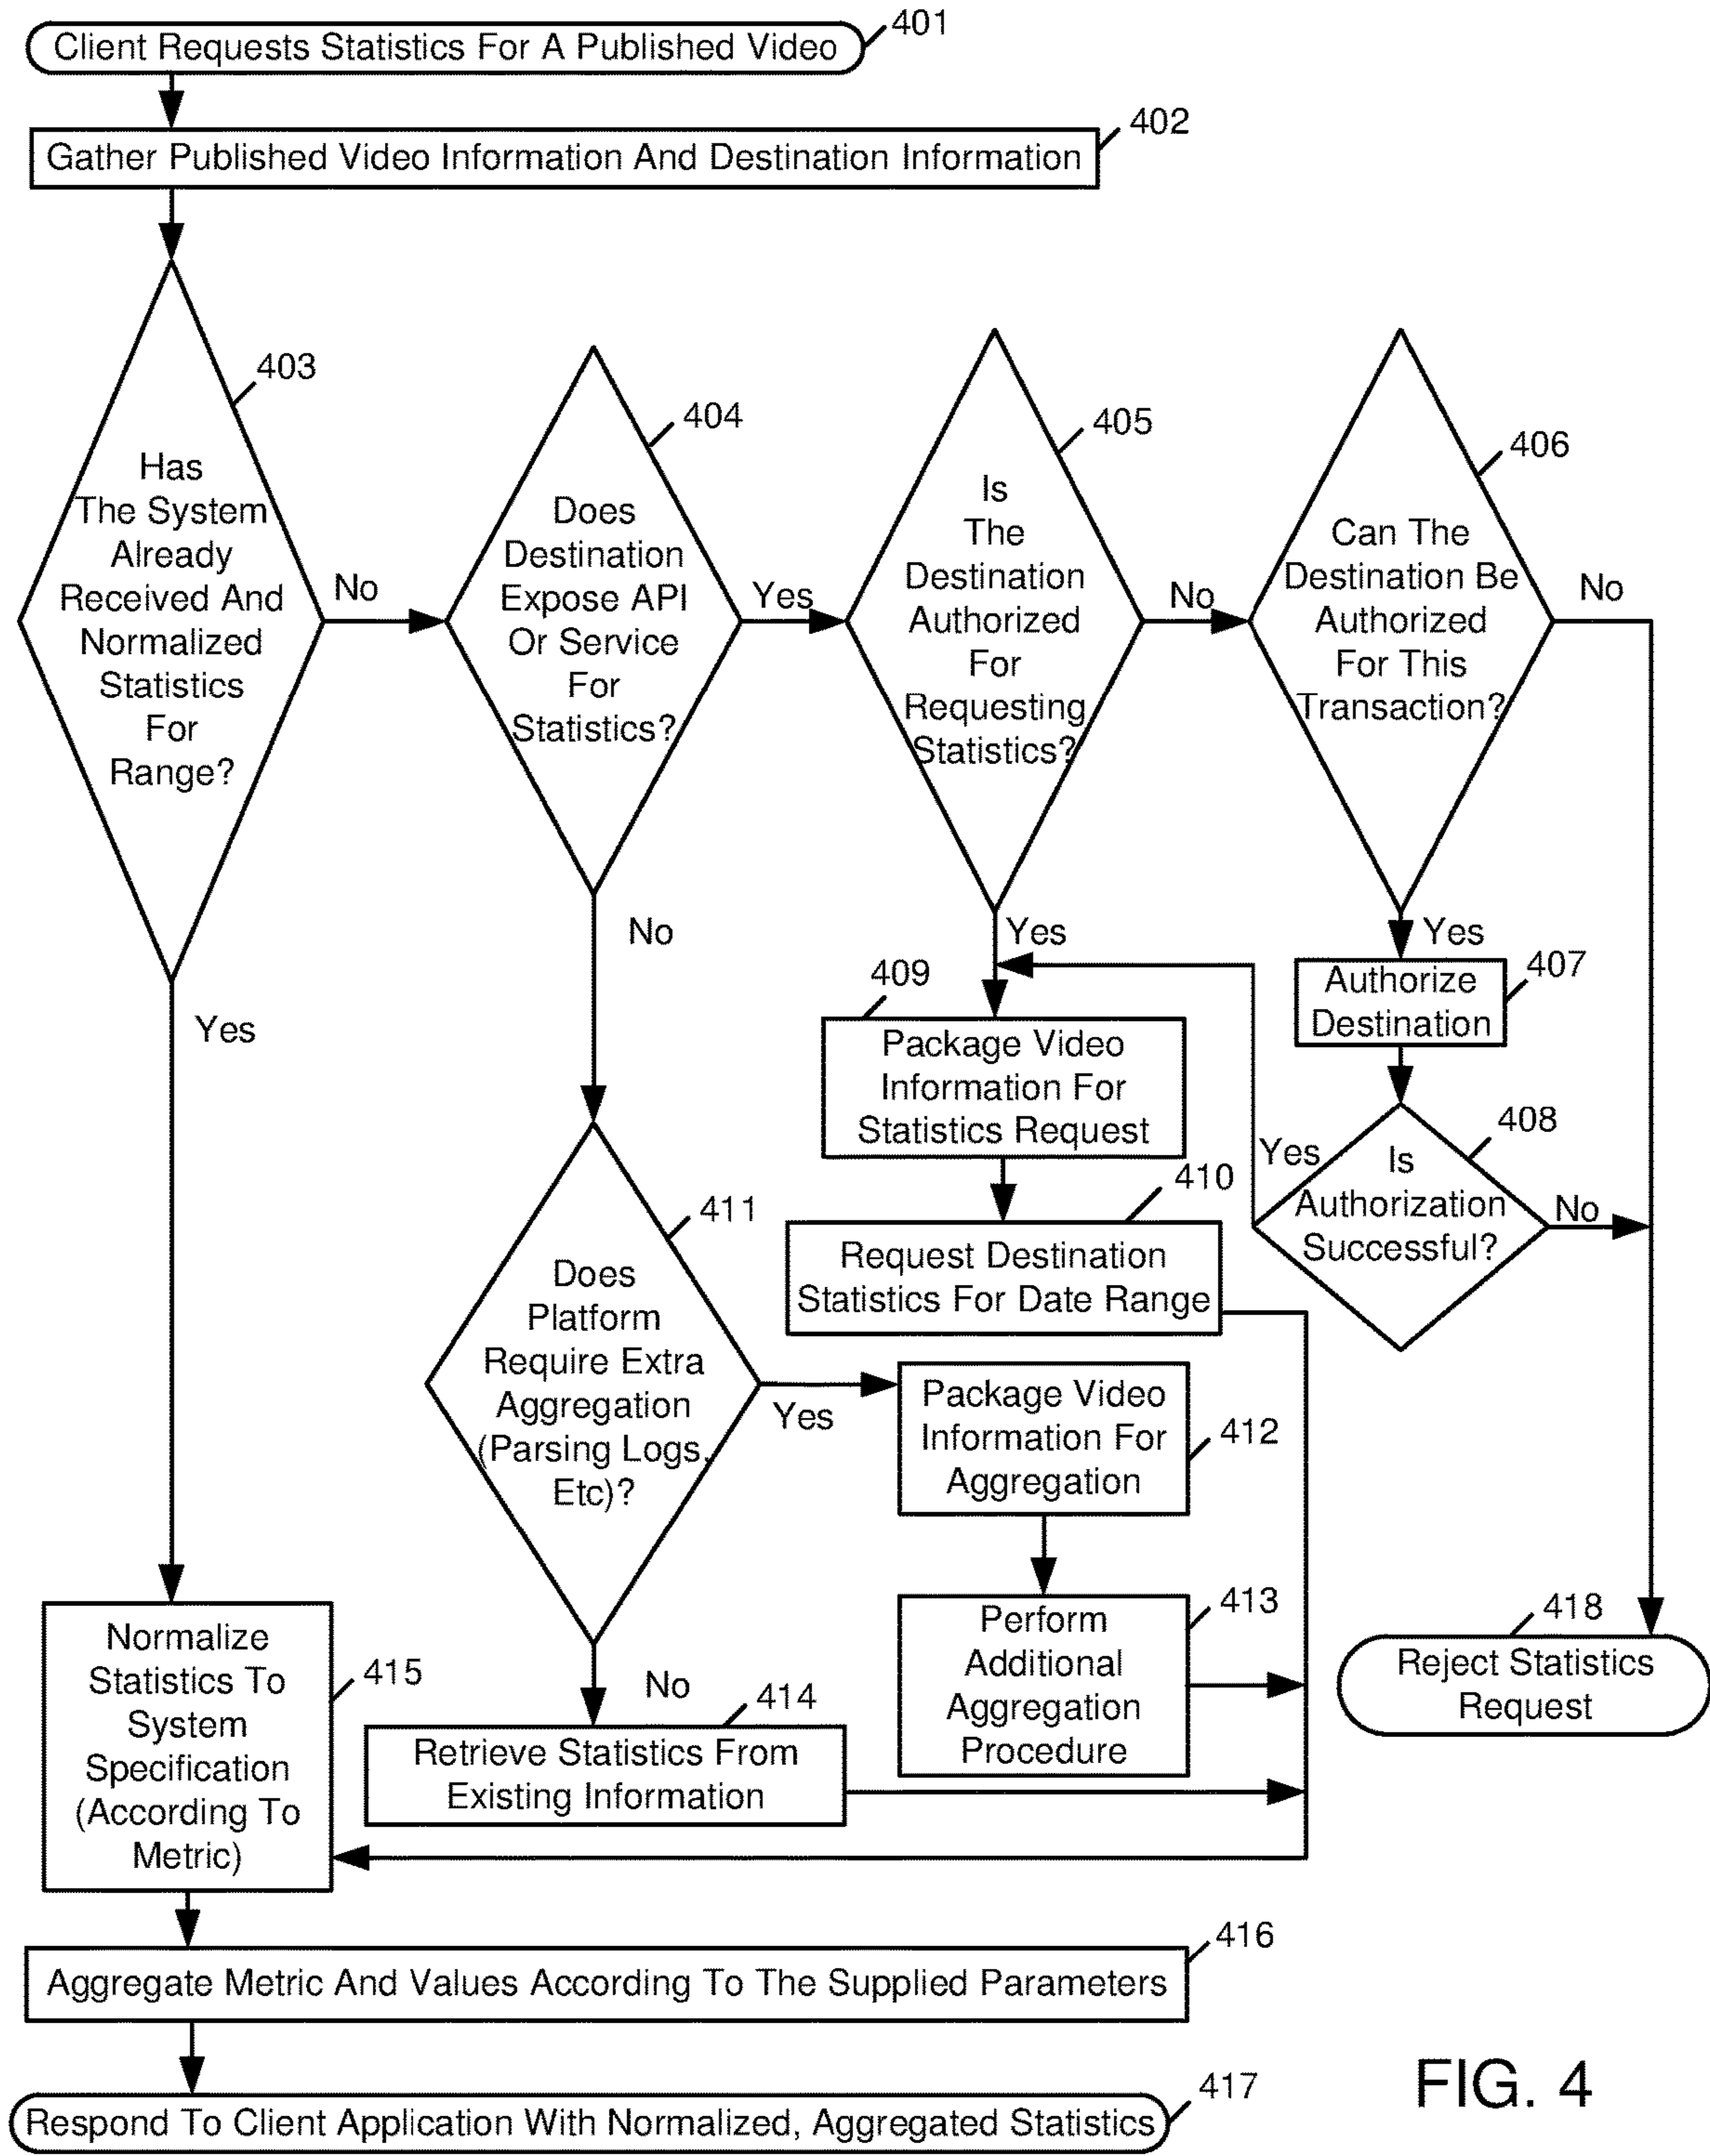 Client Requests Statistics For A Published Video
401
Gather Published Video Information And Destination Information
402
Has
The System
Already
Received And
Normalized
Statistics
For
Range?
403
No
Yes
Does
Destination
Expose API
Or Service
For
Statistics?
404
Yes
No
Is
The
Destination
Authorized
For
Requesting
Statistics?
405
No
Yes
Can The
Destination Be
Authorized
For This
Transaction?
406
No
Yes
Authorize
Destination
407
Is
Authorization
Successful?
408
Yes
No
409
Package Video
Information For
Statistics Request
410
Request Destination
Statistics For Date Range
Does
Platform
Require Extra
Aggregation
(Parsing Logs,
Etc)?
411
Yes
No
Package Video
Information For
Aggregation
412
Perform
Additional
Aggregation
Procedure
413
414
Retrieve Statistics From
Existing Information
Normalize
Statistics To
System
Specification
(According To
Metric)
415
418
Reject Statistics
Request
Aggregate Metric And Values According To The Supplied Parameters
416
Respond To Client Application With Normalized, Aggregated Statistics
417
FIG. 4